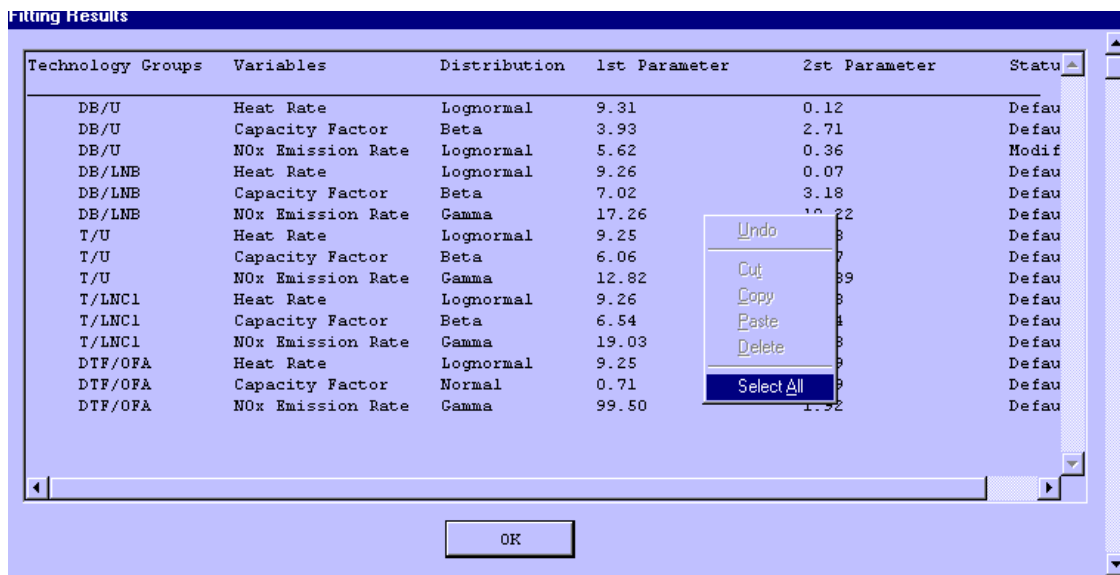 Fitting Results
Technology Groups Variables Distribution 1st Parameter 2st Parameter Statu
DB/U Heat Rate Lognormal 9.31 0.12 Defau
DB/U Capacity Factor Beta 3.93 2.71 Defau
DB/U NOx Emission Rate Lognormal 5.62 0.36 Modif
DB/LNB Heat Rate Lognormal 9.26 0.07 Defau
DB/LNB Capacity Factor Beta 7.02 3.18 Defau
DB/LNB NOx Emission Rate Gamma 17.26 Defau
T/U Heat Rate Lognormal 9.25 Defau
T/U Capacity Factor Beta 6.06 Defau
T/U NOx Emission Rate Gamma 12.82 89 Defau
T/LNC1 Heat Rate Lognormal 9.26 Defau
T/LNC1 Capacity Factor Beta 6.54 Defau
T/LNC1 NOx Emission Rate Gamma 19.03 Defau
DTF/OFA Heat Rate Lognormal 9.25 Defau
DTF/OFA Capacity Factor Normal 0.71 Defau
DTF/OFA NOx Emission Rate Gamma 99.50 1.92 Defau
Undo
Cut
Copy
Paste
Delete
Select All
OK